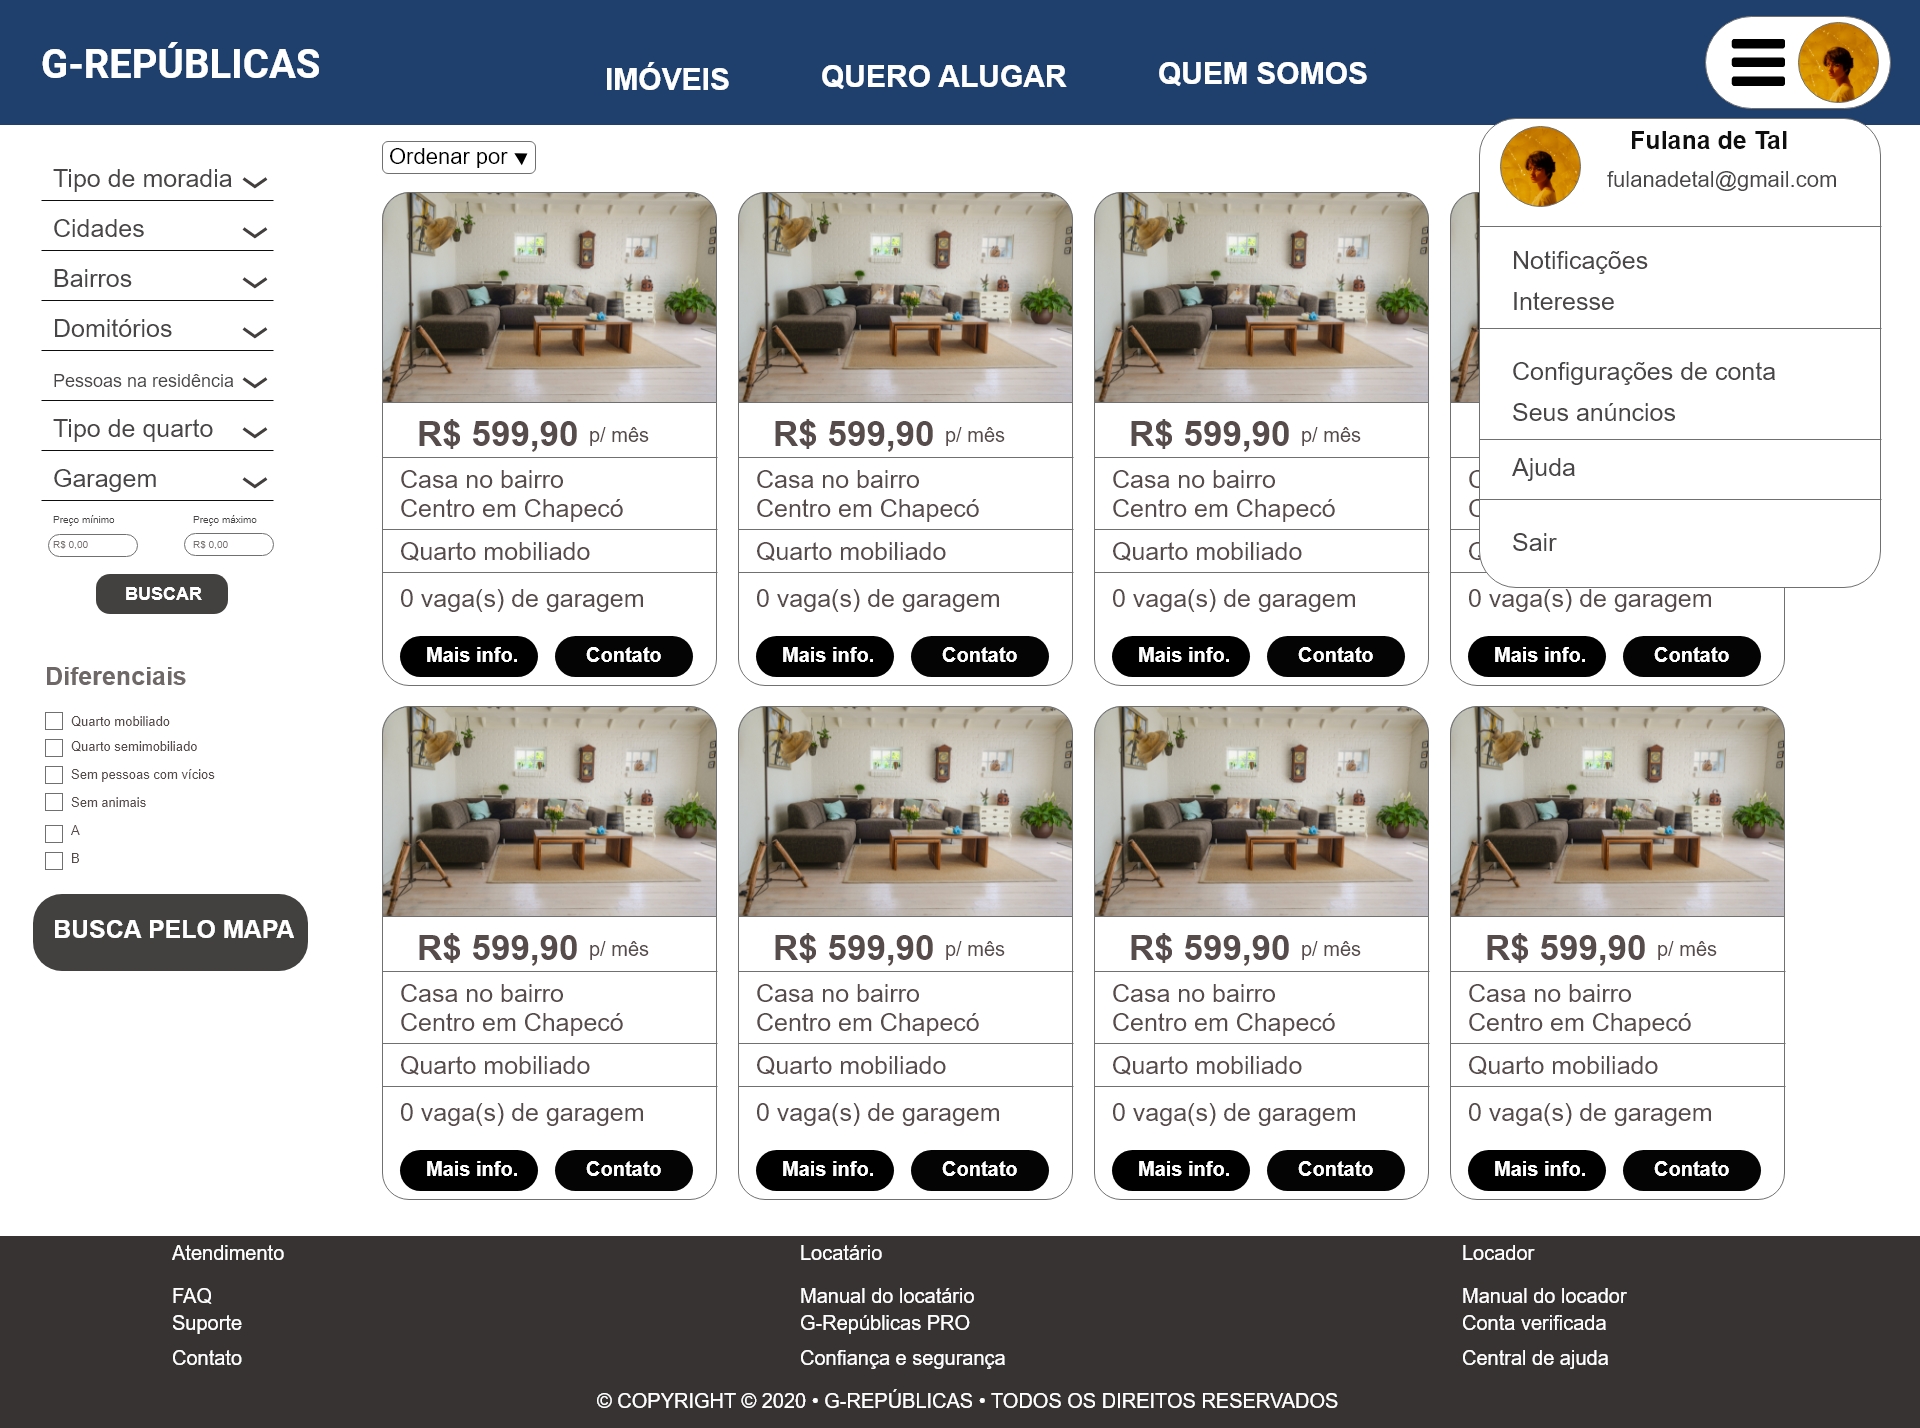 G-REPÚBLICAS
IMÓVEIS
QUERO ALUGAR
QUEM SOMOS
Fulana de Tal
fulanadetal@gmail.com
Notificações
Interesse
Configurações de conta
Seus anúncios
Ajuda
Sair
Tipo de moradia
Cidades
Bairros
Domitórios
Pessoas na residência
Tipo de quarto
Garagem
Preço mínimo
Preço máximo
R$ 0,00
R$ 0,00
BUSCAR
Diferenciais
Quarto mobiliado
Quarto semimobiliado
Sem pessoas com vícios
Sem animais
A
B
BUSCA PELO MAPA
Ordenar por ▼
R$ 599,90 p/ mês
Casa no bairro
Centro em Chapecó
Quarto mobiliado
0 vaga(s) de garagem
Mais info.
Contato
R$ 599,90 p/ mês
Casa no bairro
Centro em Chapecó
Quarto mobiliado
0 vaga(s) de garagem
Mais info.
Contato
R$ 599,90 p/ mês
Casa no bairro
Centro em Chapecó
Quarto mobiliado
0 vaga(s) de garagem
Mais info.
Contato
0 vaga(s) de garagem
Mais info.
Contato
R$ 599,90 p/ mês
Casa no bairro
Centro em Chapecó
Quarto mobiliado
0 vaga(s) de garagem
Mais info.
Contato
R$ 599,90 p/ mês
Casa no bairro
Centro em Chapecó
Quarto mobiliado
0 vaga(s) de garagem
Mais info.
Contato
R$ 599,90 p/ mês
Casa no bairro
Centro em Chapecó
Quarto mobiliado
0 vaga(s) de garagem
Mais info.
Contato
R$ 599,90 p/ mês
Casa no bairro
Centro em Chapecó
Quarto mobiliado
0 vaga(s) de garagem
Mais info.
Contato
Atendimento
FAQ
Suporte
Contato
Locatário
Manual do locatário
G-Repúblicas PRO
Confiança e segurança
Locador
Manual do locador
Conta verificada
Central de ajuda
© COPYRIGHT © 2020 • G-REPÚBLICAS • TODOS OS DIREITOS RESERVADOS